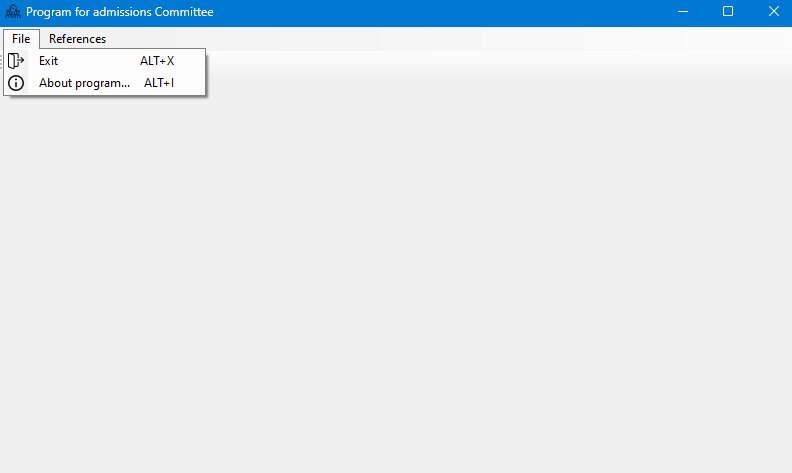 Program for admissions Committee
File References
Exit ALT+X
About program... ALT+I